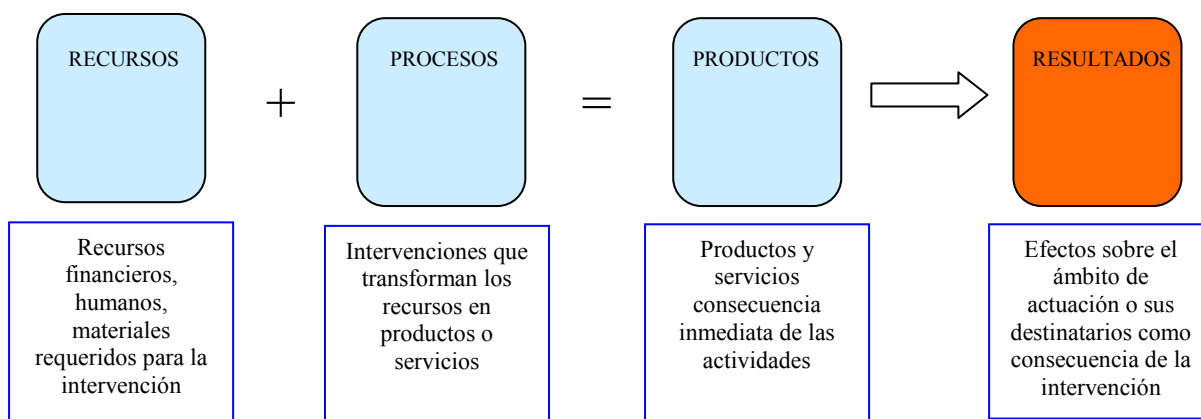 RECURSOS
+
PROCESOS
=
PRODUCTOS
RESULTADOS
Recursos
financieros,
humanos,
materiales
requeridos para la
intervención
Intervenciones que
transforman los
recursos en
productos o
servicios
Productos y
servicios
consecuencia
inmediata de las
actividades
Efectos sobre el
ámbito de
actuación o sus
destinatarios como
consecuencia de la
intervención